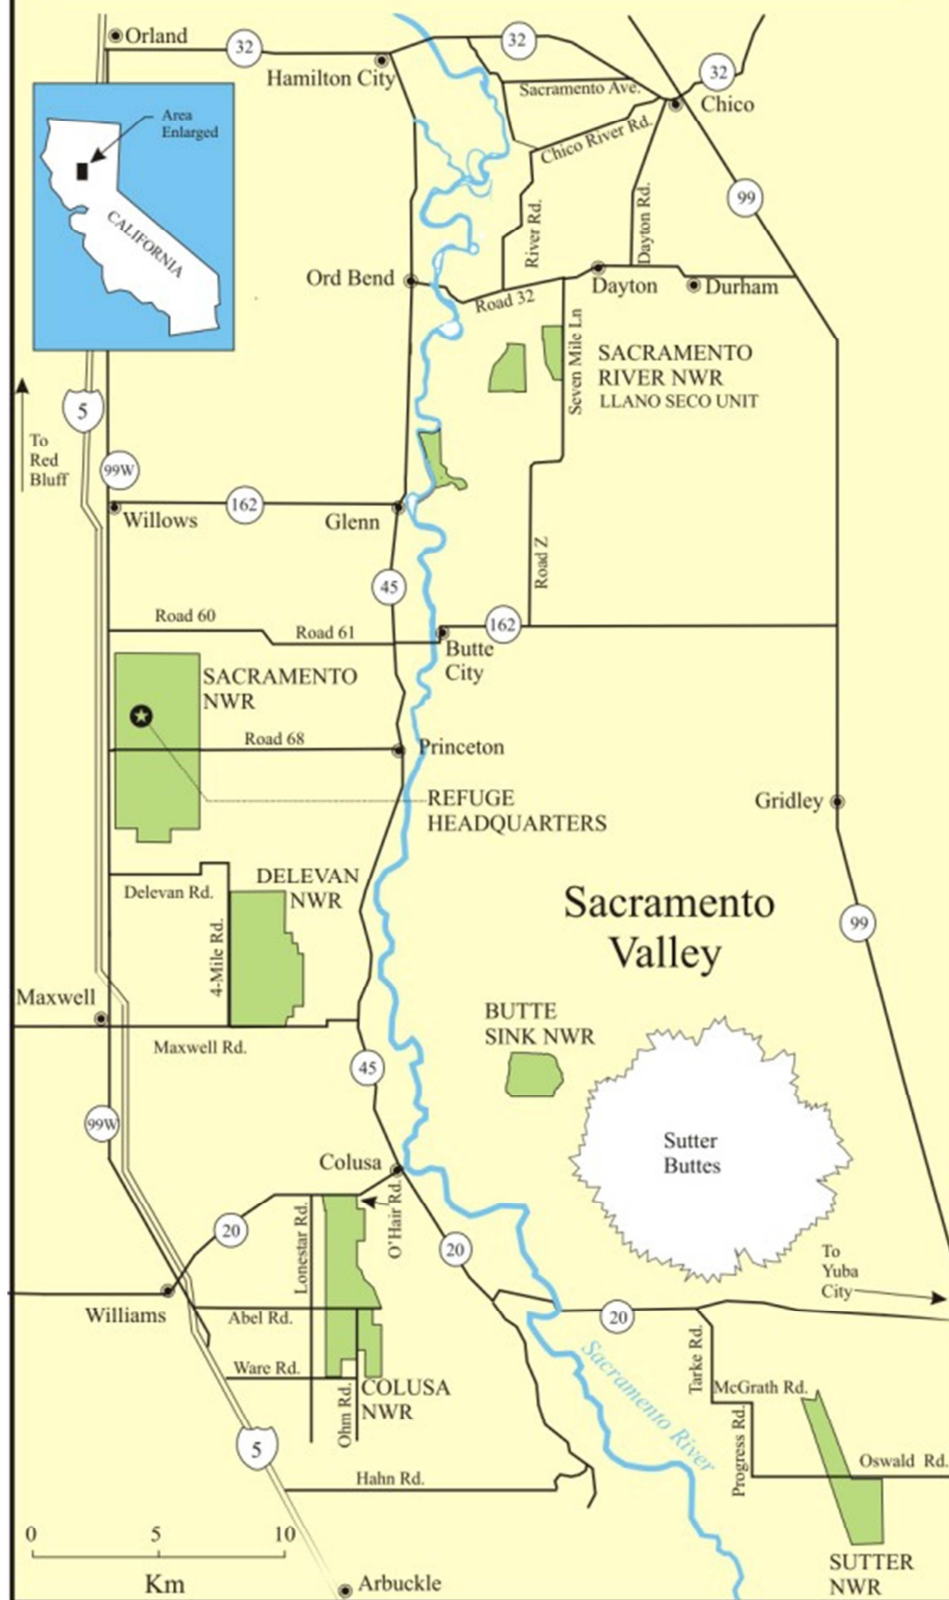 Orland
32
32
32
Hamilton City
Sacramento Ave.
Chico
Area
Enlarged
Chico River Rd.
CALIFORNIA
99
River Rd.
Dayton Rd.
Ord Bend
Road 32
Dayton
Durham
Seven Mile Ln
SACRAMENTO
RIVER NWR
LLANO SECO UNIT
5
To
Red
Bluff
99W
Willows
162
Glenn
Road Z
45
Road 60
Road 61
162
Butte
City
SACRAMENTO
NWR
Road 68
Princeton
REFUGE
HEADQUARTERS
Gridley
Delevan Rd.
DELEVAN
NWR
Sacramento
Valley
99
4-Mile Rd.
Maxwell
Maxwell Rd.
BUTTE
SINK NWR
45
99W
Sutter
Buttes
Colusa
O'Hair Rd.
Lonestar Rd.
20
20
To
Yuba
City
Williams
Abel Rd.
20
Ware Rd.
Ohm Rd.
COLUSA
NWR
Sacramento River
Tarke Rd.
McGrath Rd.
Progress Rd.
Oswald Rd.
5
Hahn Rd.
0 5 10
Km
Arbuckle
SUTTER
NWR